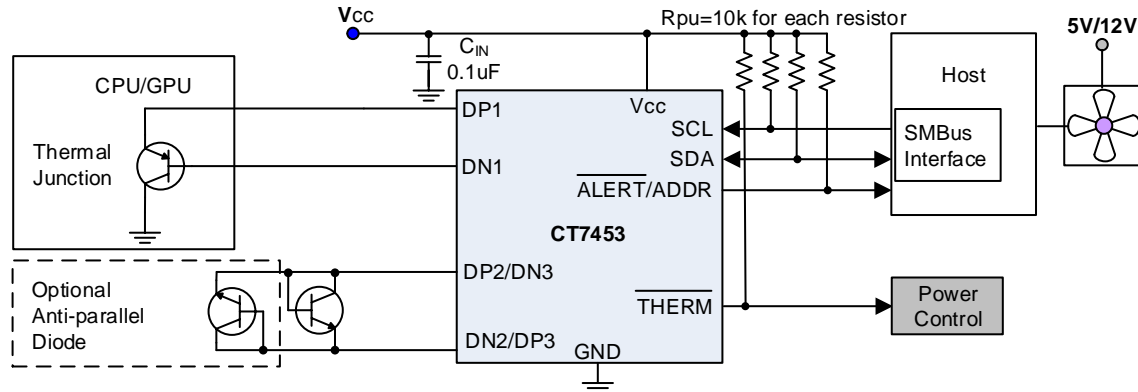 Vcc
Rpu=10k for each resistor
5V/12V
CIN
0.1uF
CPU/GPU
Thermal
Junction
DP1
DN1
Vcc
SCL
SDA
ALERT/ADDR
Host
SMBus
Interface
CT7453
Optional
Anti-parallel
Diode
DP2/DN3
DN2/DP3
THERM
GND
Power
Control